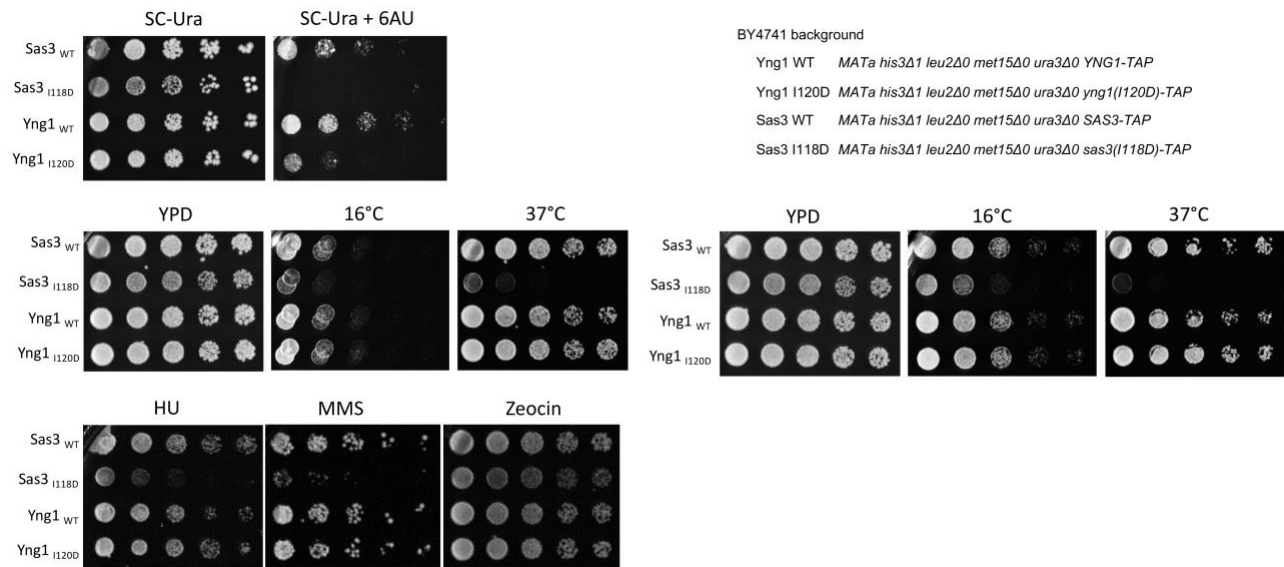 SC-Ura SC-Ura + 6AU
Sas3 WT
Sas3 I118D
Yng1 WT
Yng1 I120D
BY4741 background
Yng1 WT MATa his3Δ1 leu2Δ0 met15Δ0 ura3Δ0 YNG1-TAP
Yng1 I120D MATa his3Δ1 leu2Δ0 met15Δ0 ura3Δ0 yng1(I120D)-TAP
Sas3 WT MATa his3Δ1 leu2Δ0 met15Δ0 ura3Δ0 SAS3-TAP
Sas3 I118D MATa his3Δ1 leu2Δ0 met15Δ0 ura3Δ0 sas3(I118D)-TAP
YPD 16°C 37°C
Sas3 WT
Sas3 I118D
Yng1 WT
Yng1 I120D
YPD 16°C 37°C
Sas3 WT
Sas3 I118D
Yng1 WT
Yng1 I120D
HU MMS Zeocin
Sas3 WT
Sas3 I118D
Yng1 WT
Yng1 I120D